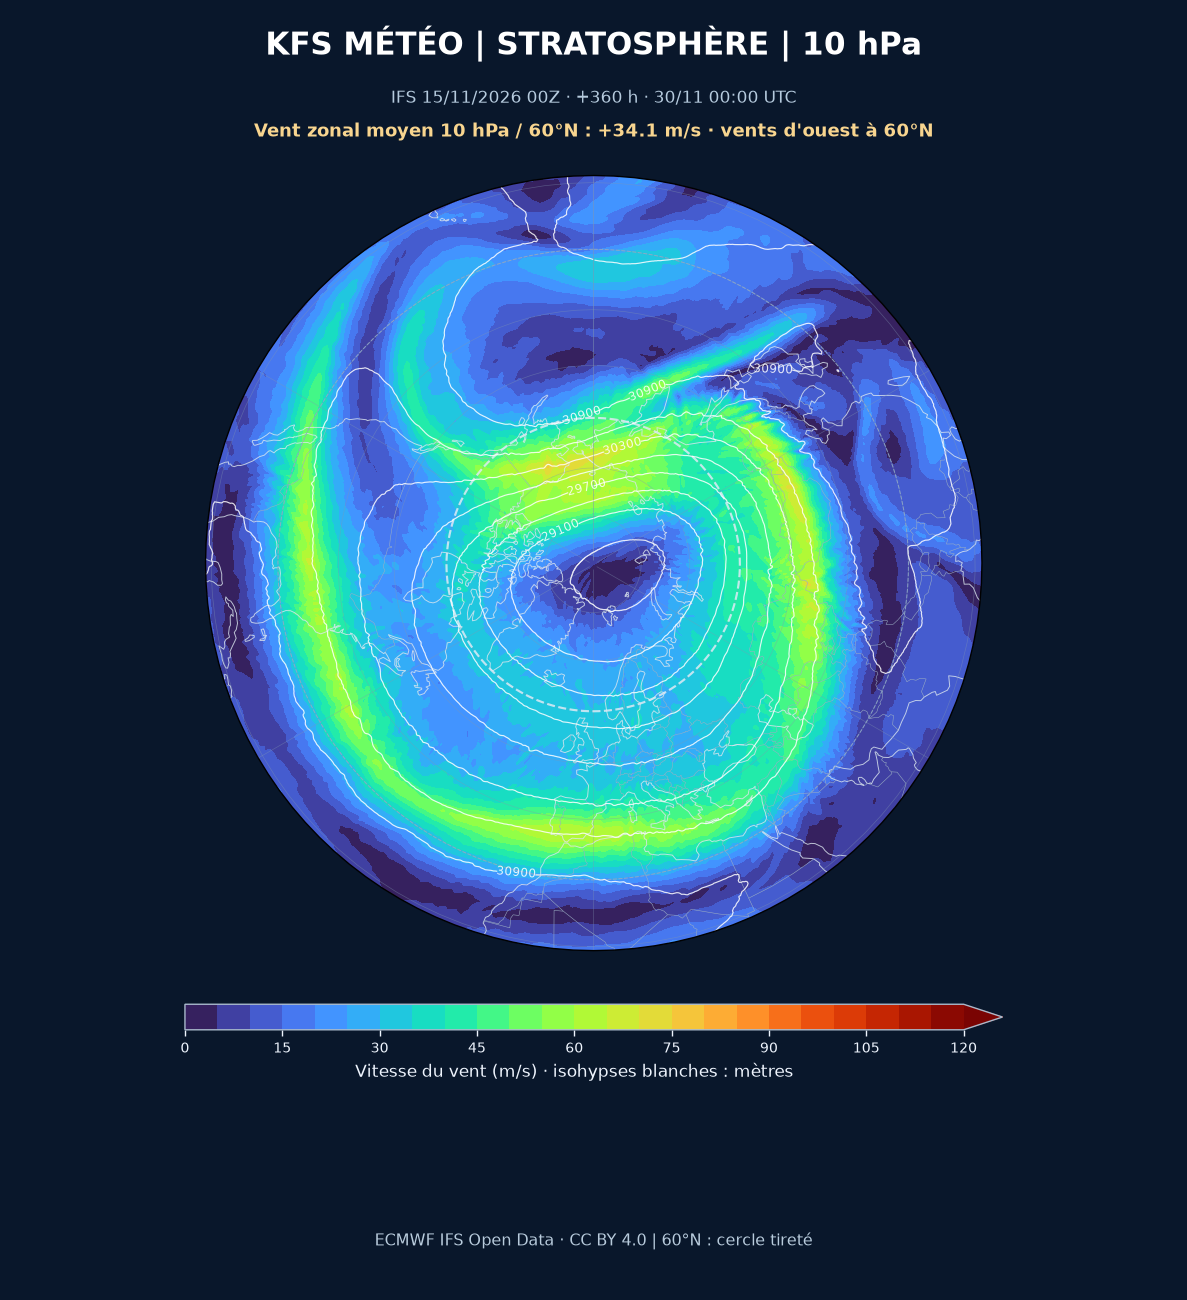 KFS MÉTÉO | STRATOSPHÈRE | 10 hPa
IFS 15/11/2026 00Z · +360 h · 30/11 00:00 UTC
Vent zonal moyen 10 hPa / 60°N : +34.1 m/s · vents d'ouest à 60°N
30900
30900
30900
30300
29700
29100
30900
0 15 30 45 60 75 90 105 120
Vitesse du vent (m/s) · isohypses blanches : mètres
ECMWF IFS Open Data · CC BY 4.0 | 60°N : cercle tireté